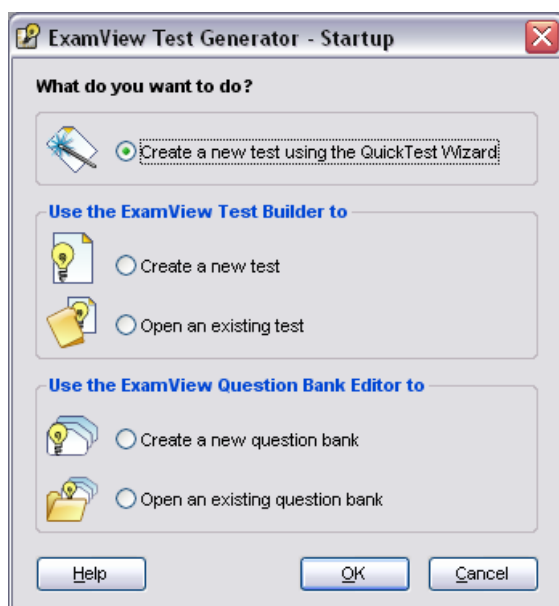 ExamView Test Generator - Startup
What do you want to do?
Create a new test using the QuickTest Wizard
Use the ExamView Test Builder to
Create a new test
Open an existing test
Use the ExamView Question Bank Editor to
Create a new question bank
Open an existing question bank
Help OK Cancel